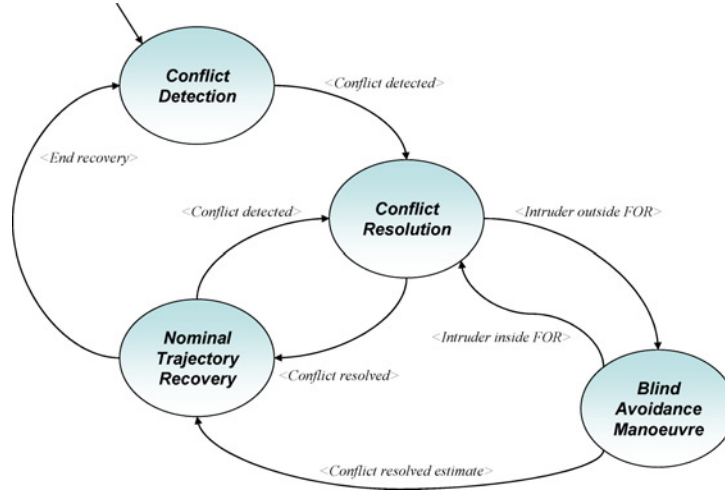 Conflict
Detection
<Conflict detected>
<End recovery>
<Conflict detected>
Conflict
Resolution
<Intruder outside FOR>
Nominal
Trajectory
Recovery
<Conflict resolved>
<Intruder inside FOR>
Blind
Avoidance
Manoeuvre
<Conflict resolved estimate>